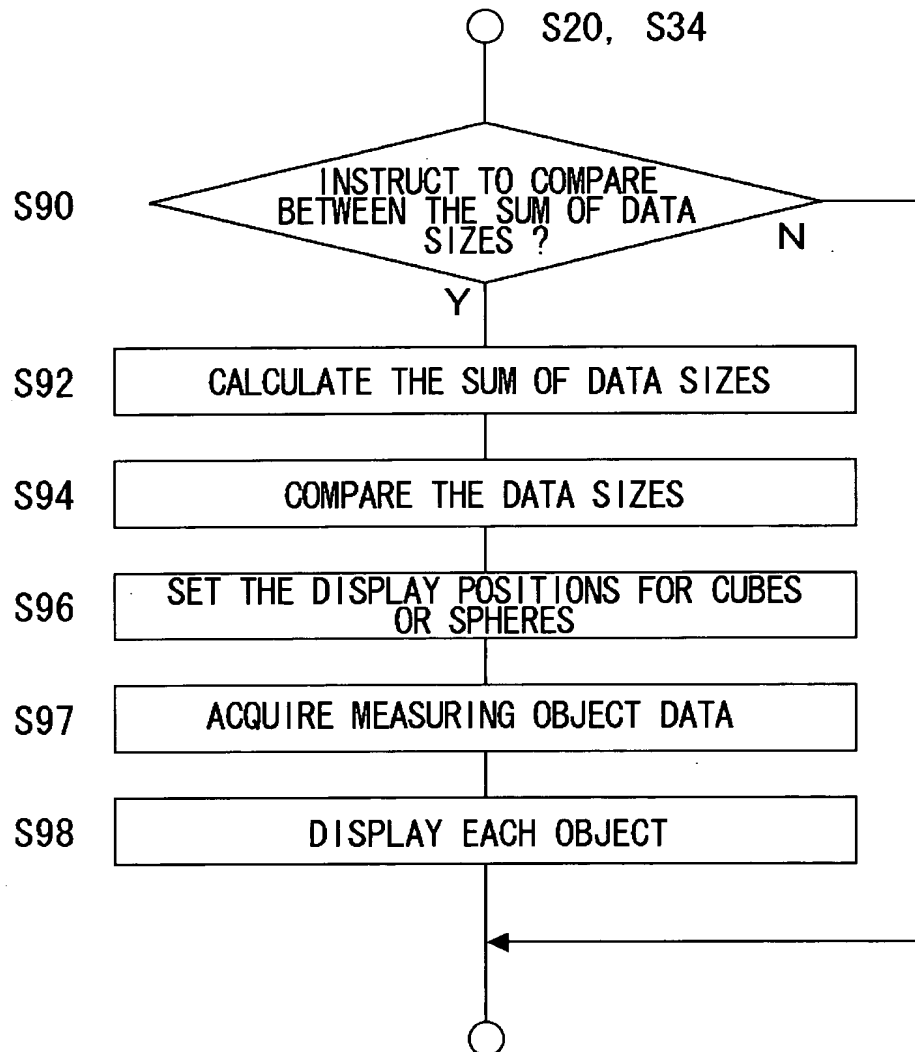 S20, S34
S90
INSTRUCT TO COMPARE
BETWEEN THE SUM OF DATA
SIZES ?
N
Y
S92
CALCULATE THE SUM OF DATA SIZES
S94
COMPARE THE DATA SIZES
S96
SET THE DISPLAY POSITIONS FOR CUBES
OR SPHERES
S97
ACQUIRE MEASURING OBJECT DATA
S98
DISPLAY EACH OBJECT